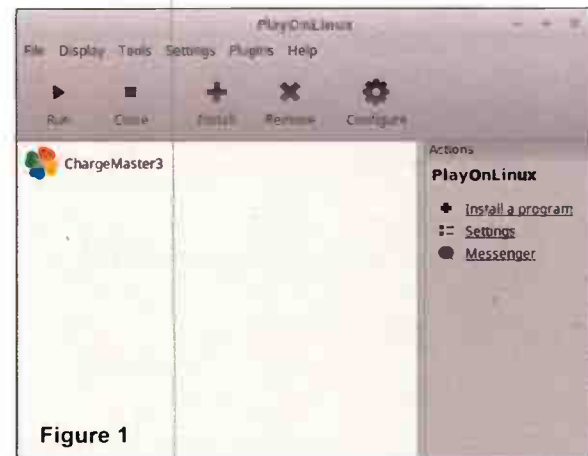 PlayOnLinux
File Display Tools Settings Plugins Help
Run Close Install Remove Configure
ChargeMaster3
Actions
PlayOnLinux
Install a program
Settings
Messenger
Figure 1